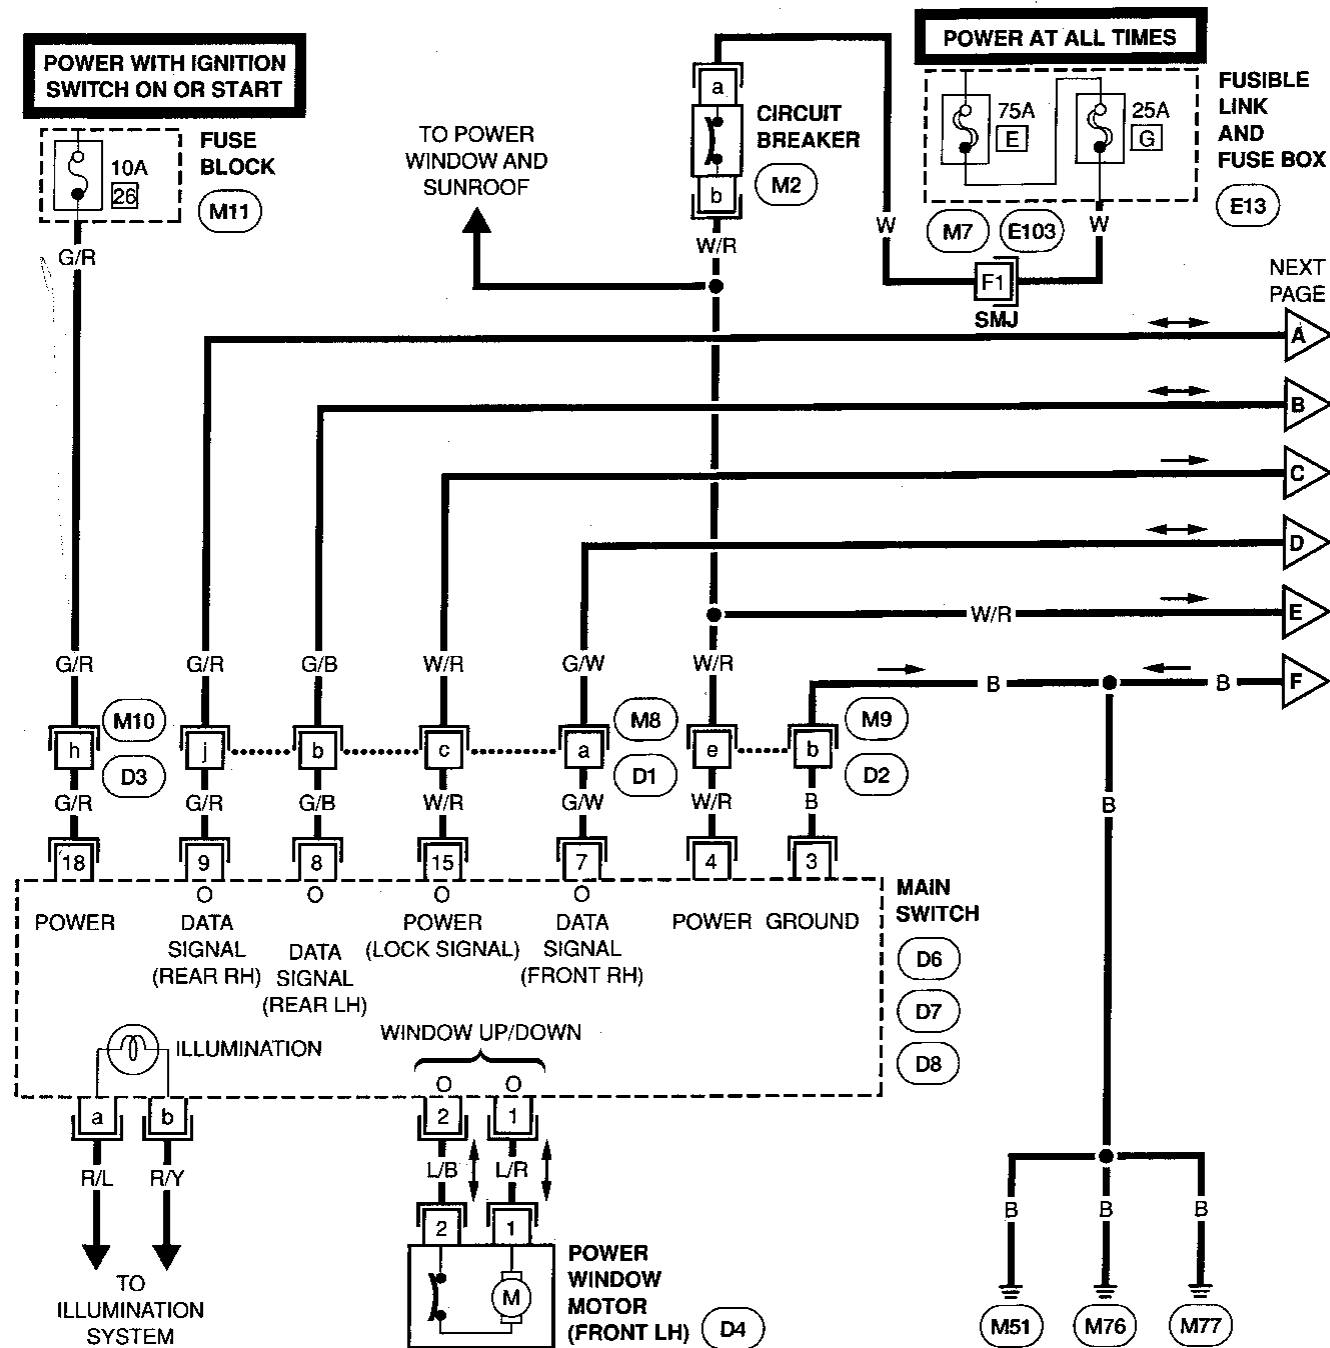 POWER WITH IGNITION
SWITCH ON OR START
POWER AT ALL TIMES
FUSE
BLOCK
10A
26
M11
G/R
TO POWER
WINDOW AND
SUNROOF
a
b
CIRCUIT
BREAKER
M2
W/R
75A
E
25A
G
FUSIBLE
LINK
AND
FUSE BOX
E13
W
M7
E103
W
F1
SMJ
NEXT
PAGE
A
B
C
D
W/R
E
B
B
F
G/R
G/R
G/B
W/R
G/W
W/R
M10
M8
M9
h
j
b
c
a
e
b
D3
D1
D2
G/R
G/R
G/B
W/R
G/W
W/R
B
B
18
9
8
15
7
4
3
MAIN
SWITCH
D6
D7
D8
POWER
DATA
SIGNAL
(REAR RH)
DATA
SIGNAL
(REAR LH)
POWER
(LOCK SIGNAL)
DATA
SIGNAL
(FRONT RH)
POWER
GROUND
ILLUMINATION
WINDOW UP/DOWN
a
b
2
1
R/L
R/Y
L/B
L/R
2
1
B
B
B
TO
ILLUMINATION
SYSTEM
M
POWER
WINDOW
MOTOR
(FRONT LH)
D4
M51
M76
M77